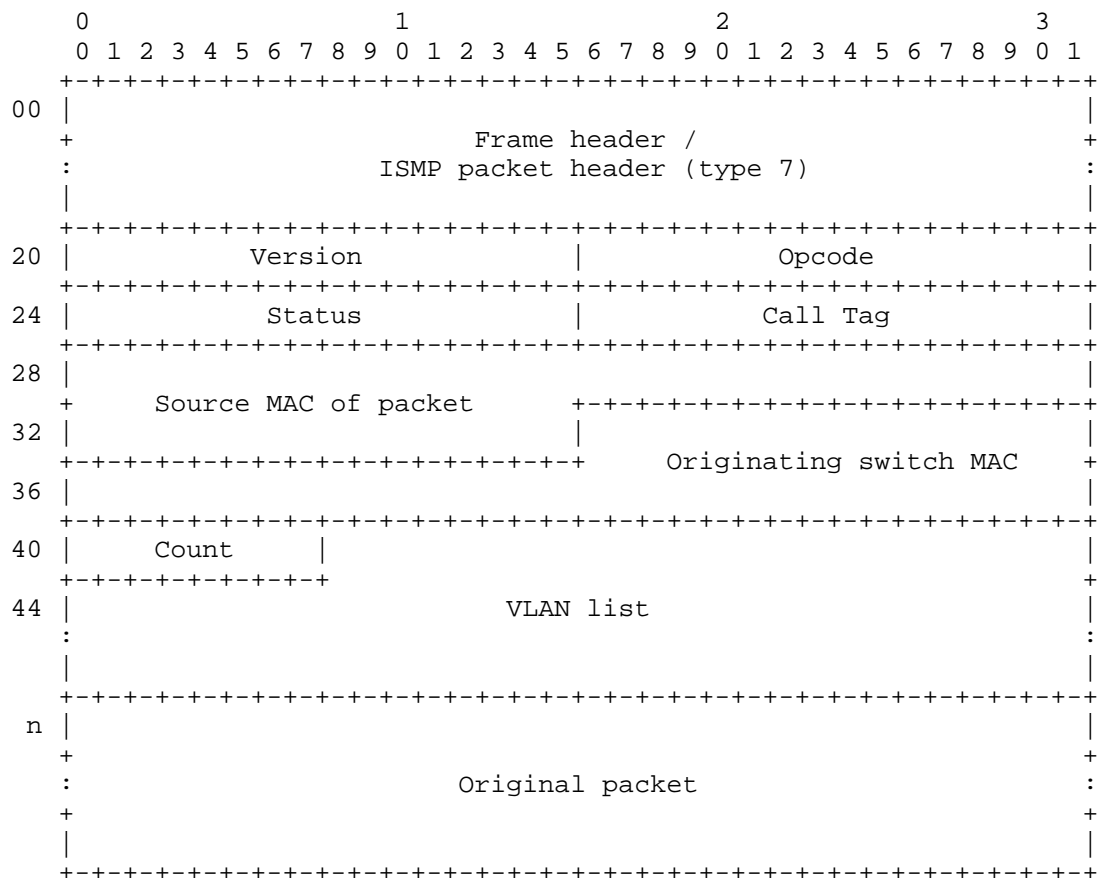 0                   1                   2                   3
     0 1 2 3 4 5 6 7 8 9 0 1 2 3 4 5 6 7 8 9 0 1 2 3 4 5 6 7 8 9 0 1
    +-+-+-+-+-+-+-+-+-+-+-+-+-+-+-+-+-+-+-+-+-+-+-+-+-+-+-+-+-+-+-+-+
 00 |                                                               |
    +                         Frame header /                        +
    :                   ISMP packet header (type 7)                 :
    |                                                               |
    +-+-+-+-+-+-+-+-+-+-+-+-+-+-+-+-+-+-+-+-+-+-+-+-+-+-+-+-+-+-+-+-+
 20 |           Version             |            Opcode             |
    +-+-+-+-+-+-+-+-+-+-+-+-+-+-+-+-+-+-+-+-+-+-+-+-+-+-+-+-+-+-+-+-+
 24 |            Status             |           Call Tag            |
    +-+-+-+-+-+-+-+-+-+-+-+-+-+-+-+-+-+-+-+-+-+-+-+-+-+-+-+-+-+-+-+-+
 28 |                                                               |
    +     Source MAC of packet      +-+-+-+-+-+-+-+-+-+-+-+-+-+-+-+-+
 32 |                               |                               |
    +-+-+-+-+-+-+-+-+-+-+-+-+-+-+-+-+     Originating switch MAC    +
 36 |                                                               |
    +-+-+-+-+-+-+-+-+-+-+-+-+-+-+-+-+-+-+-+-+-+-+-+-+-+-+-+-+-+-+-+-+
 40 |     Count     |                                               |
    +-+-+-+-+-+-+-+-+                                               +
 44 |                           VLAN list                           |
    :                                                               :
    |                                                               |
    +-+-+-+-+-+-+-+-+-+-+-+-+-+-+-+-+-+-+-+-+-+-+-+-+-+-+-+-+-+-+-+-+
  n |                                                               |
    +                                                               +
    :                        Original packet                        :
    +                                                               +
    |                                                               |
    +-+-+-+-+-+-+-+-+-+-+-+-+-+-+-+-+-+-+-+-+-+-+-+-+-+-+-+-+-+-+-+-+